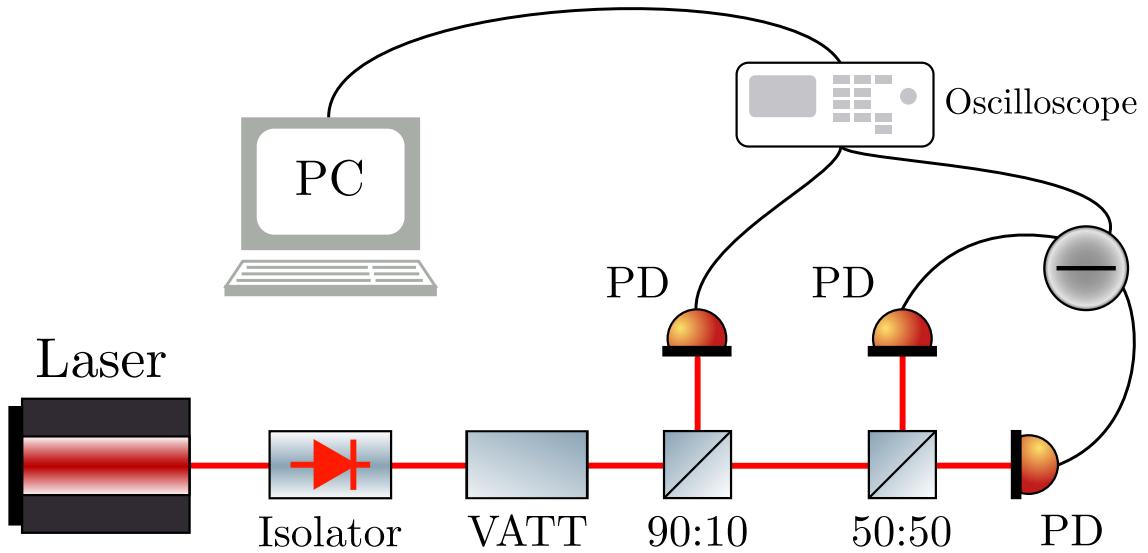 Oscilloscope
PC
PD
PD
Laser
Isolator
VATT
90:10
50:50
PD